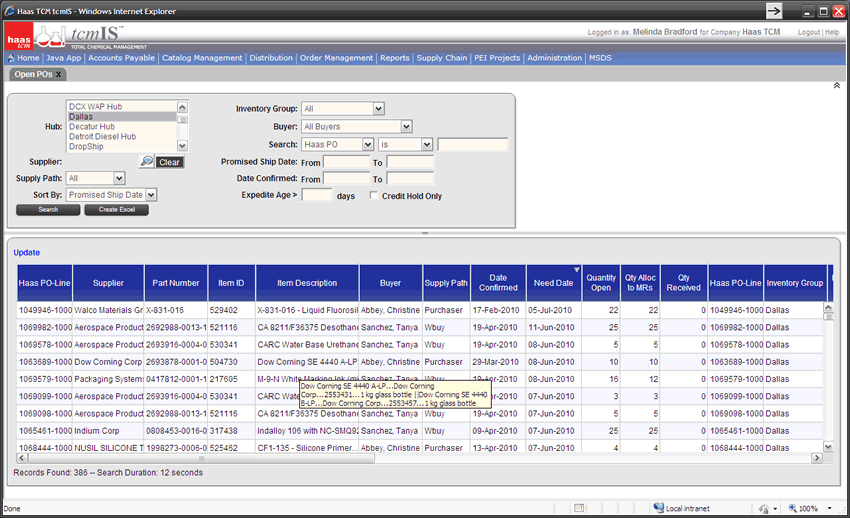 Haas TCM tcmIS - Windows Internet Explorer
haas tcm tcmIS™
TOTAL CHEMICAL MANAGEMENT
Logged in as: Melinda Bradford for Company Haas TCM Logout | Help
Home | Java App | Accounts Payable | Catalog Management | Distribution | Order Management | Reports | Supply Chain | PEI Projects | Administration | MSDS
Open POs x
DCX WAP Hub
Hub: Dallas
Decatur Hub
Detroit Diesel Hub
DropShip
Inventory Group: All
Buyer: All Buyers
Search: Haas PO is
Supplier: Clear
Promised Ship Date: From To
Supply Path: All
Date Confirmed: From To
Sort By: Promised Ship Date
Expedite Age > days Credit Hold Only
Search Create Excel
Update
Haas PO-Line Supplier Part Number Item ID Item Description Buyer Supply Path Date Confirmed Need Date Quantity Open Qty Alloc to MRs Qty Received Haas PO-Line Inventory Group
1049946-1000 Walco Materials Gr X-831-016 529402 X-831-016 - Liquid Fluorosil Abbey, Christine Purchaser 17-Feb-2010 05-Jul-2010 22 22 0 1049946-1000 Dallas
1069982-1000 Aerospace Product 2692988-0013-1 521116 CA 8211/F36375 Desothane Sanchez, Tanya Wbuy 19-Apr-2010 11-Jun-2010 25 25 0 1069982-1000 Dallas
1069578-1000 Aerospace Product 2693916-0004-0 530341 CARC Water Base Urethane Sanchez, Tanya Wbuy 19-Apr-2010 08-Jun-2010 5 5 0 1069578-1000 Dallas
1063689-1000 Dow Corning Corp 2693878-0001-0 504730 Dow Corning SE 4440 A-LP Abbey, Christine Purchaser 29-Mar-2010 08-Jun-2010 10 10 0 1063689-1000 Dallas
1069579-1000 Packaging Systems 0417812-0001-1 217605 M-9-N White Marking Ink (m Sanchez, Tanya Wbuy 19-Apr-2010 08-Jun-2010 16 12 0 1069579-1000 Dallas
1069099-1000 Aerospace Product 2693916-0004-0 530341 CARC Wate 07-Jun-2010 3 3 0 1069099-1000 Dallas
Dow Corning SE 4440 A-LP...Dow Corning
Corp...2553431...1 kg glass bottle ||Dow Corning SE 4440
B-LP...Dow Corning Corp...2553457...1 kg glass bottle
1069098-1000 Aerospace Product 2692988-0013-1 521116 CA 8211/F36375 Desothane Sanchez, Tanya Wbuy 19-Apr-2010 07-Jun-2010 5 5 0 1069098-1000 Dallas
1065461-1000 Indium Corp 317438 Indalloy 106 with NC-SMQ92 Sanchez, Tanya Wbuy 09-Apr-2010 07-Jun-2010 25 25 0 1065461-1000 Dallas
1068444-1000 NUSIL SILICONE T 1998273-0006-0 525462 CF1-135 - Silicone Primer... Abbey, Christine Purchaser 13-Apr-2010 07-Jun-2010 4 4 0 1068444-1000 Dallas
Records Found: 386 -- Search Duration: 12 seconds
Done Local intranet 100%